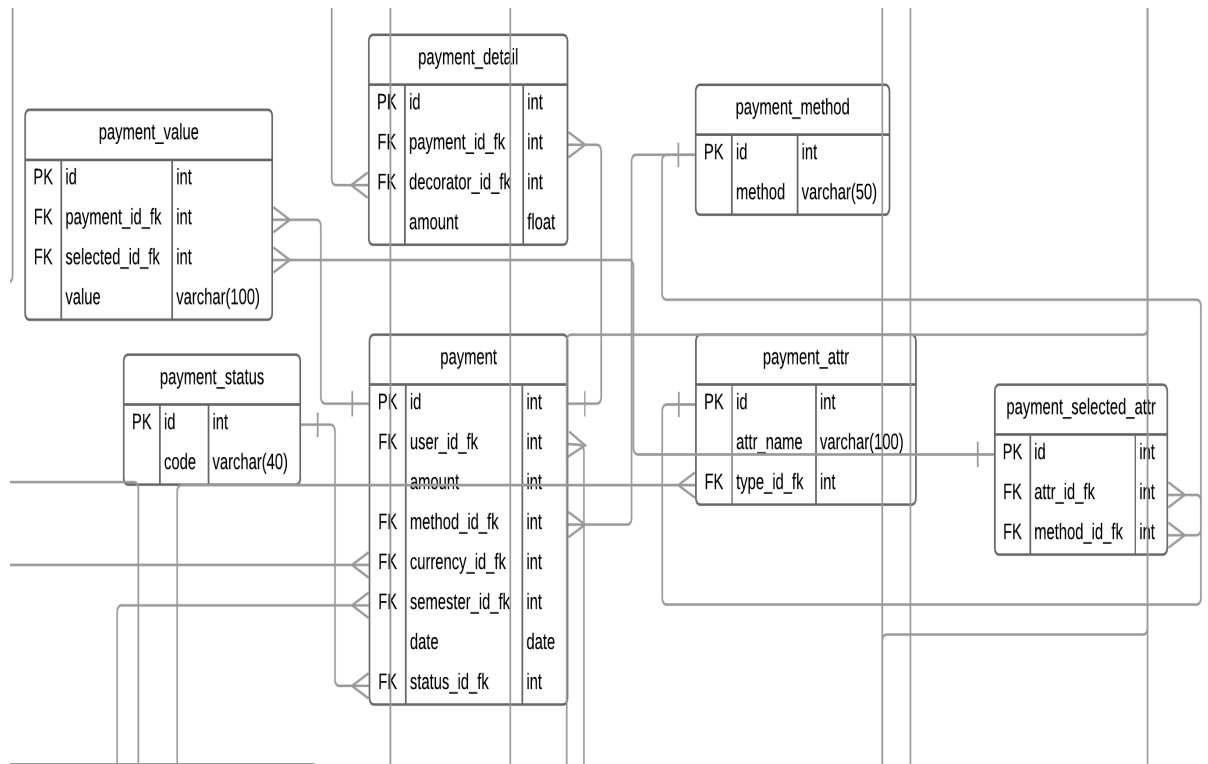 payment_detail
PK id int
FK payment_id_fk int
FK decorator_id_fk int
amount float
payment_method
PK id int
method varchar(50)
payment_value
PK id int
FK payment_id_fk int
FK selected_id_fk int
value varchar(100)
payment_status
PK id int
code varchar(40)
payment
PK id int
FK user_id_fk int
amount int
FK method_id_fk int
FK currency_id_fk int
FK semester_id_fk int
date date
FK status_id_fk int
payment_attr
PK id int
attr_name varchar(100)
FK type_id_fk int
payment_selected_attr
PK id int
FK attr_id_fk int
FK method_id_fk int